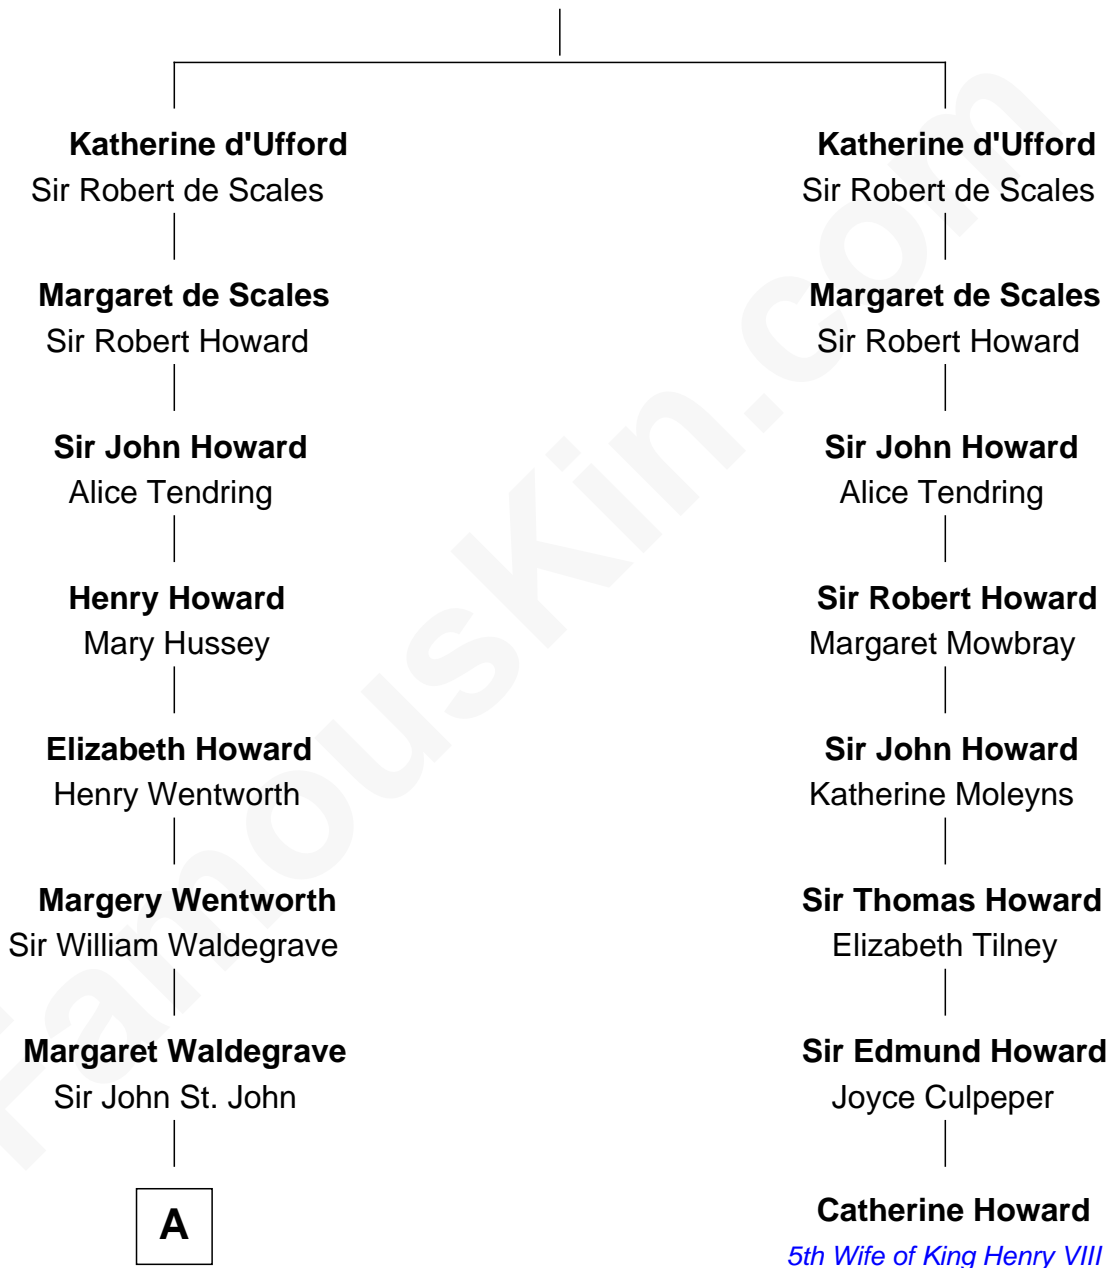 Katherine d'Ufford
Sir Robert de Scales
Margaret de Scales
Sir Robert Howard
Sir John Howard
Alice Tendring
Henry Howard
Mary Hussey
Elizabeth Howard
Henry Wentworth
Margery Wentworth
Sir William Waldegrave
Margaret Waldegrave
Sir John St. John
A
Katherine d'Ufford
Sir Robert de Scales
Margaret de Scales
Sir Robert Howard
Sir John Howard
Alice Tendring
Sir Robert Howard
Margaret Mowbray
Sir John Howard
Katherine Moleyns
Sir Thomas Howard
Elizabeth Tilney
Sir Edmund Howard
Joyce Culpeper
Catherine Howard
5th Wife of King Henry VIII
FamousKin.com